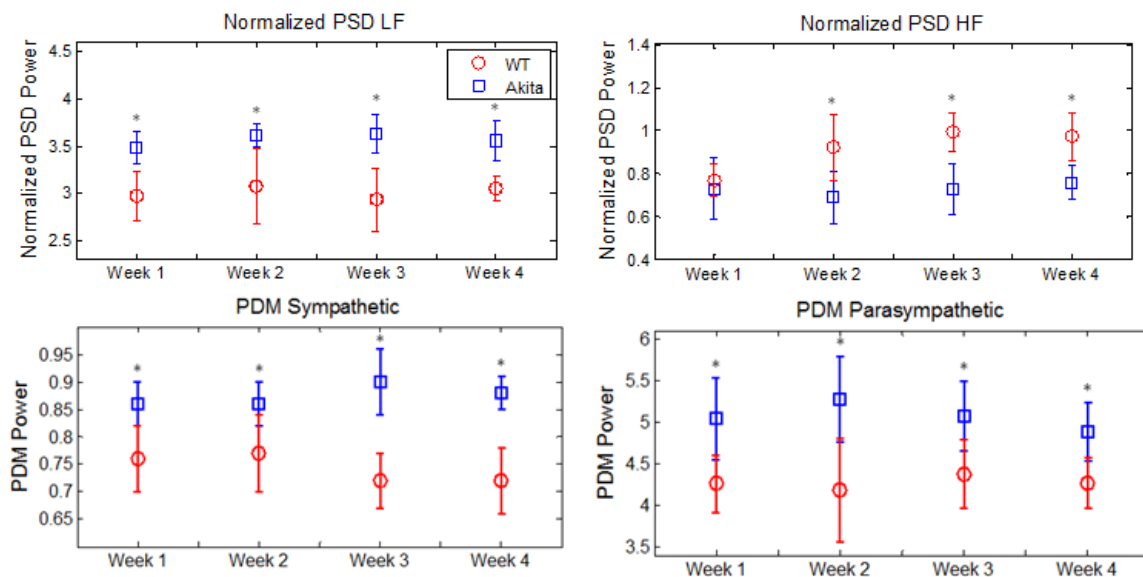 Normalized PSD LF
Normalized PSD Power
4.5
4
3.5
3
2.5
WT
Akita
*
*
*
*
Week 1
Week 2
Week 3
Week 4
Normalized PSD HF
Normalized PSD Power
1.4
1.2
1
0.8
0.6
0.4
*
*
*
Week 1
Week 2
Week 3
Week 4
PDM Sympathetic
PDM Power
0.95
0.9
0.85
0.8
0.75
0.7
0.65
*
*
*
*
Week 1
Week 2
Week 3
Week 4
PDM Parasympathetic
PDM Power
6
5.5
5
4.5
4
3.5
*
*
*
*
Week 1
Week 2
Week 3
Week 4